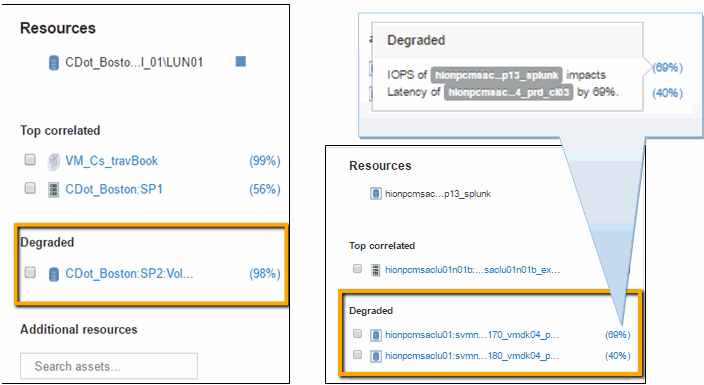 Resources
CDot_Bosto...l_01\LUN01
Top correlated
VM_Cs_travBook (99%)
CDot_Boston:SP1 (56%)
Degraded
CDot_Boston:SP2:Vol... (98%)
Additional resources
Search assets...
Degraded
IOPS of hionpcmsac...p13_splunk impacts
Latency of hionpcmsac...4_prd_cl03 by 69%.
(69%)
(40%)
Resources
hionpcmsac...p13_splunk
Top correlated
hionpcmsaclu01n01b:...saclu01n01b_ex...
Degraded
hionpcmsaclu01:svmn...170_vmdk04_p... (69%)
hionpcmsaclu01:svmn...180_vmdk04_p... (40%)